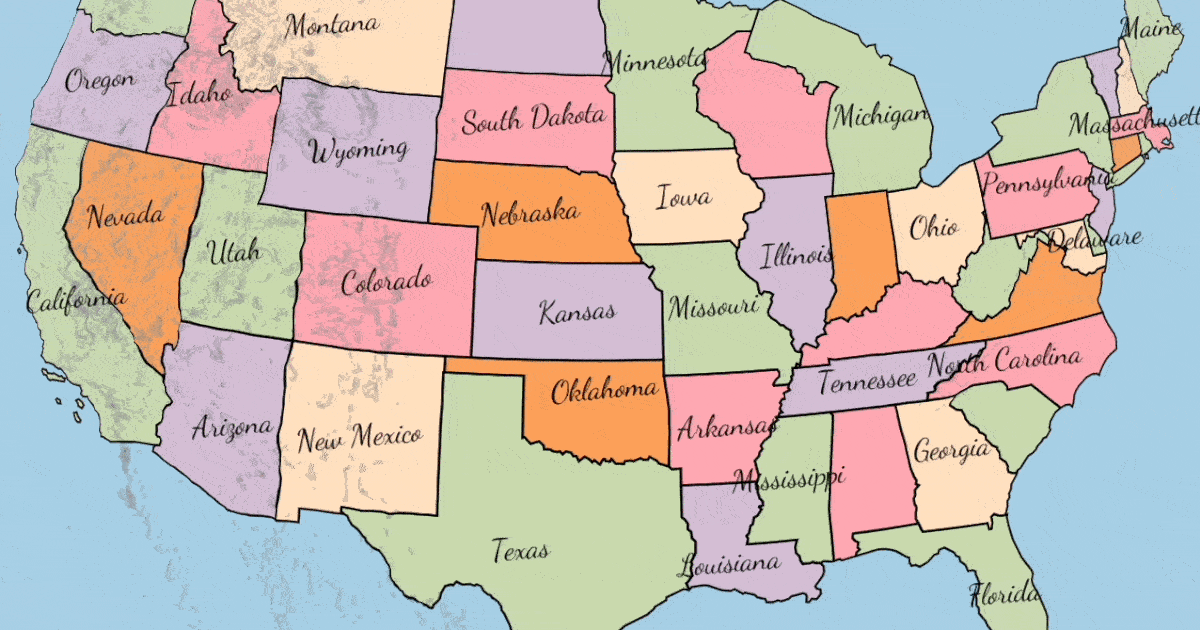 Maine
Montana
Minnesota
Oregon
Idaho
South Dakota
Michigan
Massachusett
Wyoming
Pennsylvania
Iowa
Nevada
Nebraska
Ohio
Delaware
Utah
Illinois
Colorado
California
Kansas
Missouri
North Carolina
Tennessee
Oklahoma
Arizona
New Mexico
Arkansas
Georgia
Mississippi
Texas
Louisiana
Florida